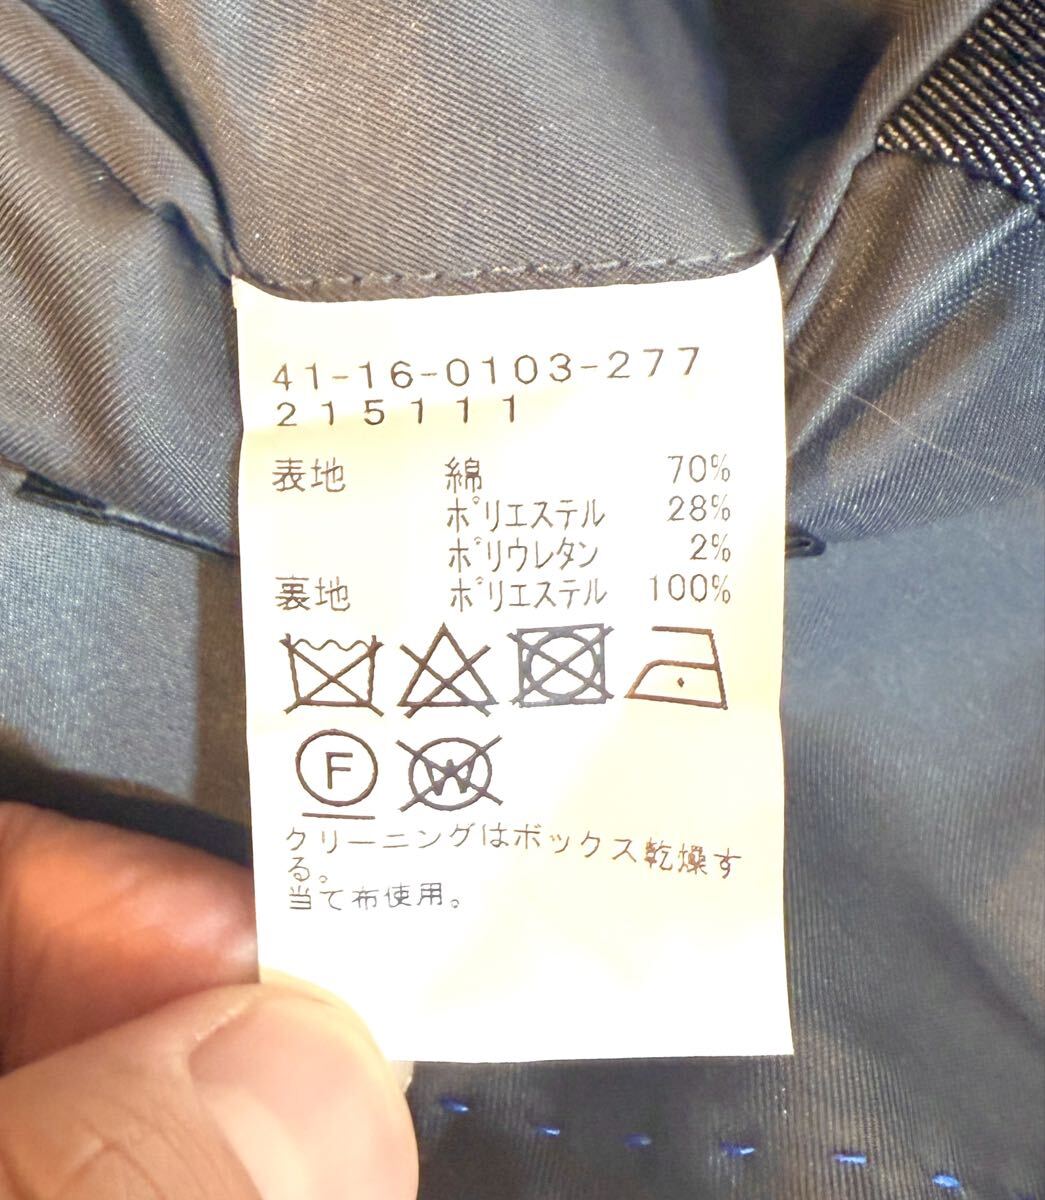 41-16-0103-277
215111
表地 綿 70%
ポリエステル 28%
ポリウレタン 2%
裏地 ポリエステル 100%
F W
クリーニングはボックス乾燥す
る。
当て布使用。